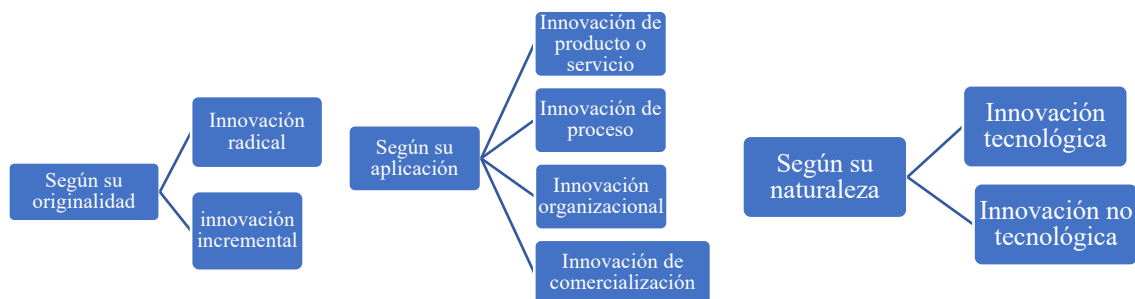 Según su
originalidad
Innovación
radical
innovación
incremental
Según su
aplicación
Innovación de
producto o
servicio
Innovación de
proceso
Innovación
organizacional
Innovación de
comercialización
Según su
naturaleza
Innovación
tecnológica
Innovación no
tecnológica